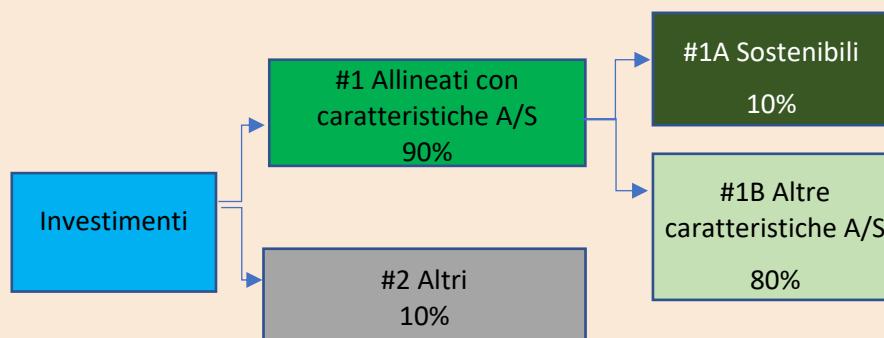 #1 Allineati con
caratteristiche A/S
90%
#1A Sostenibili
10%
Investimenti
#1B Altre
caratteristiche A/S
80%
#2 Altri
10%